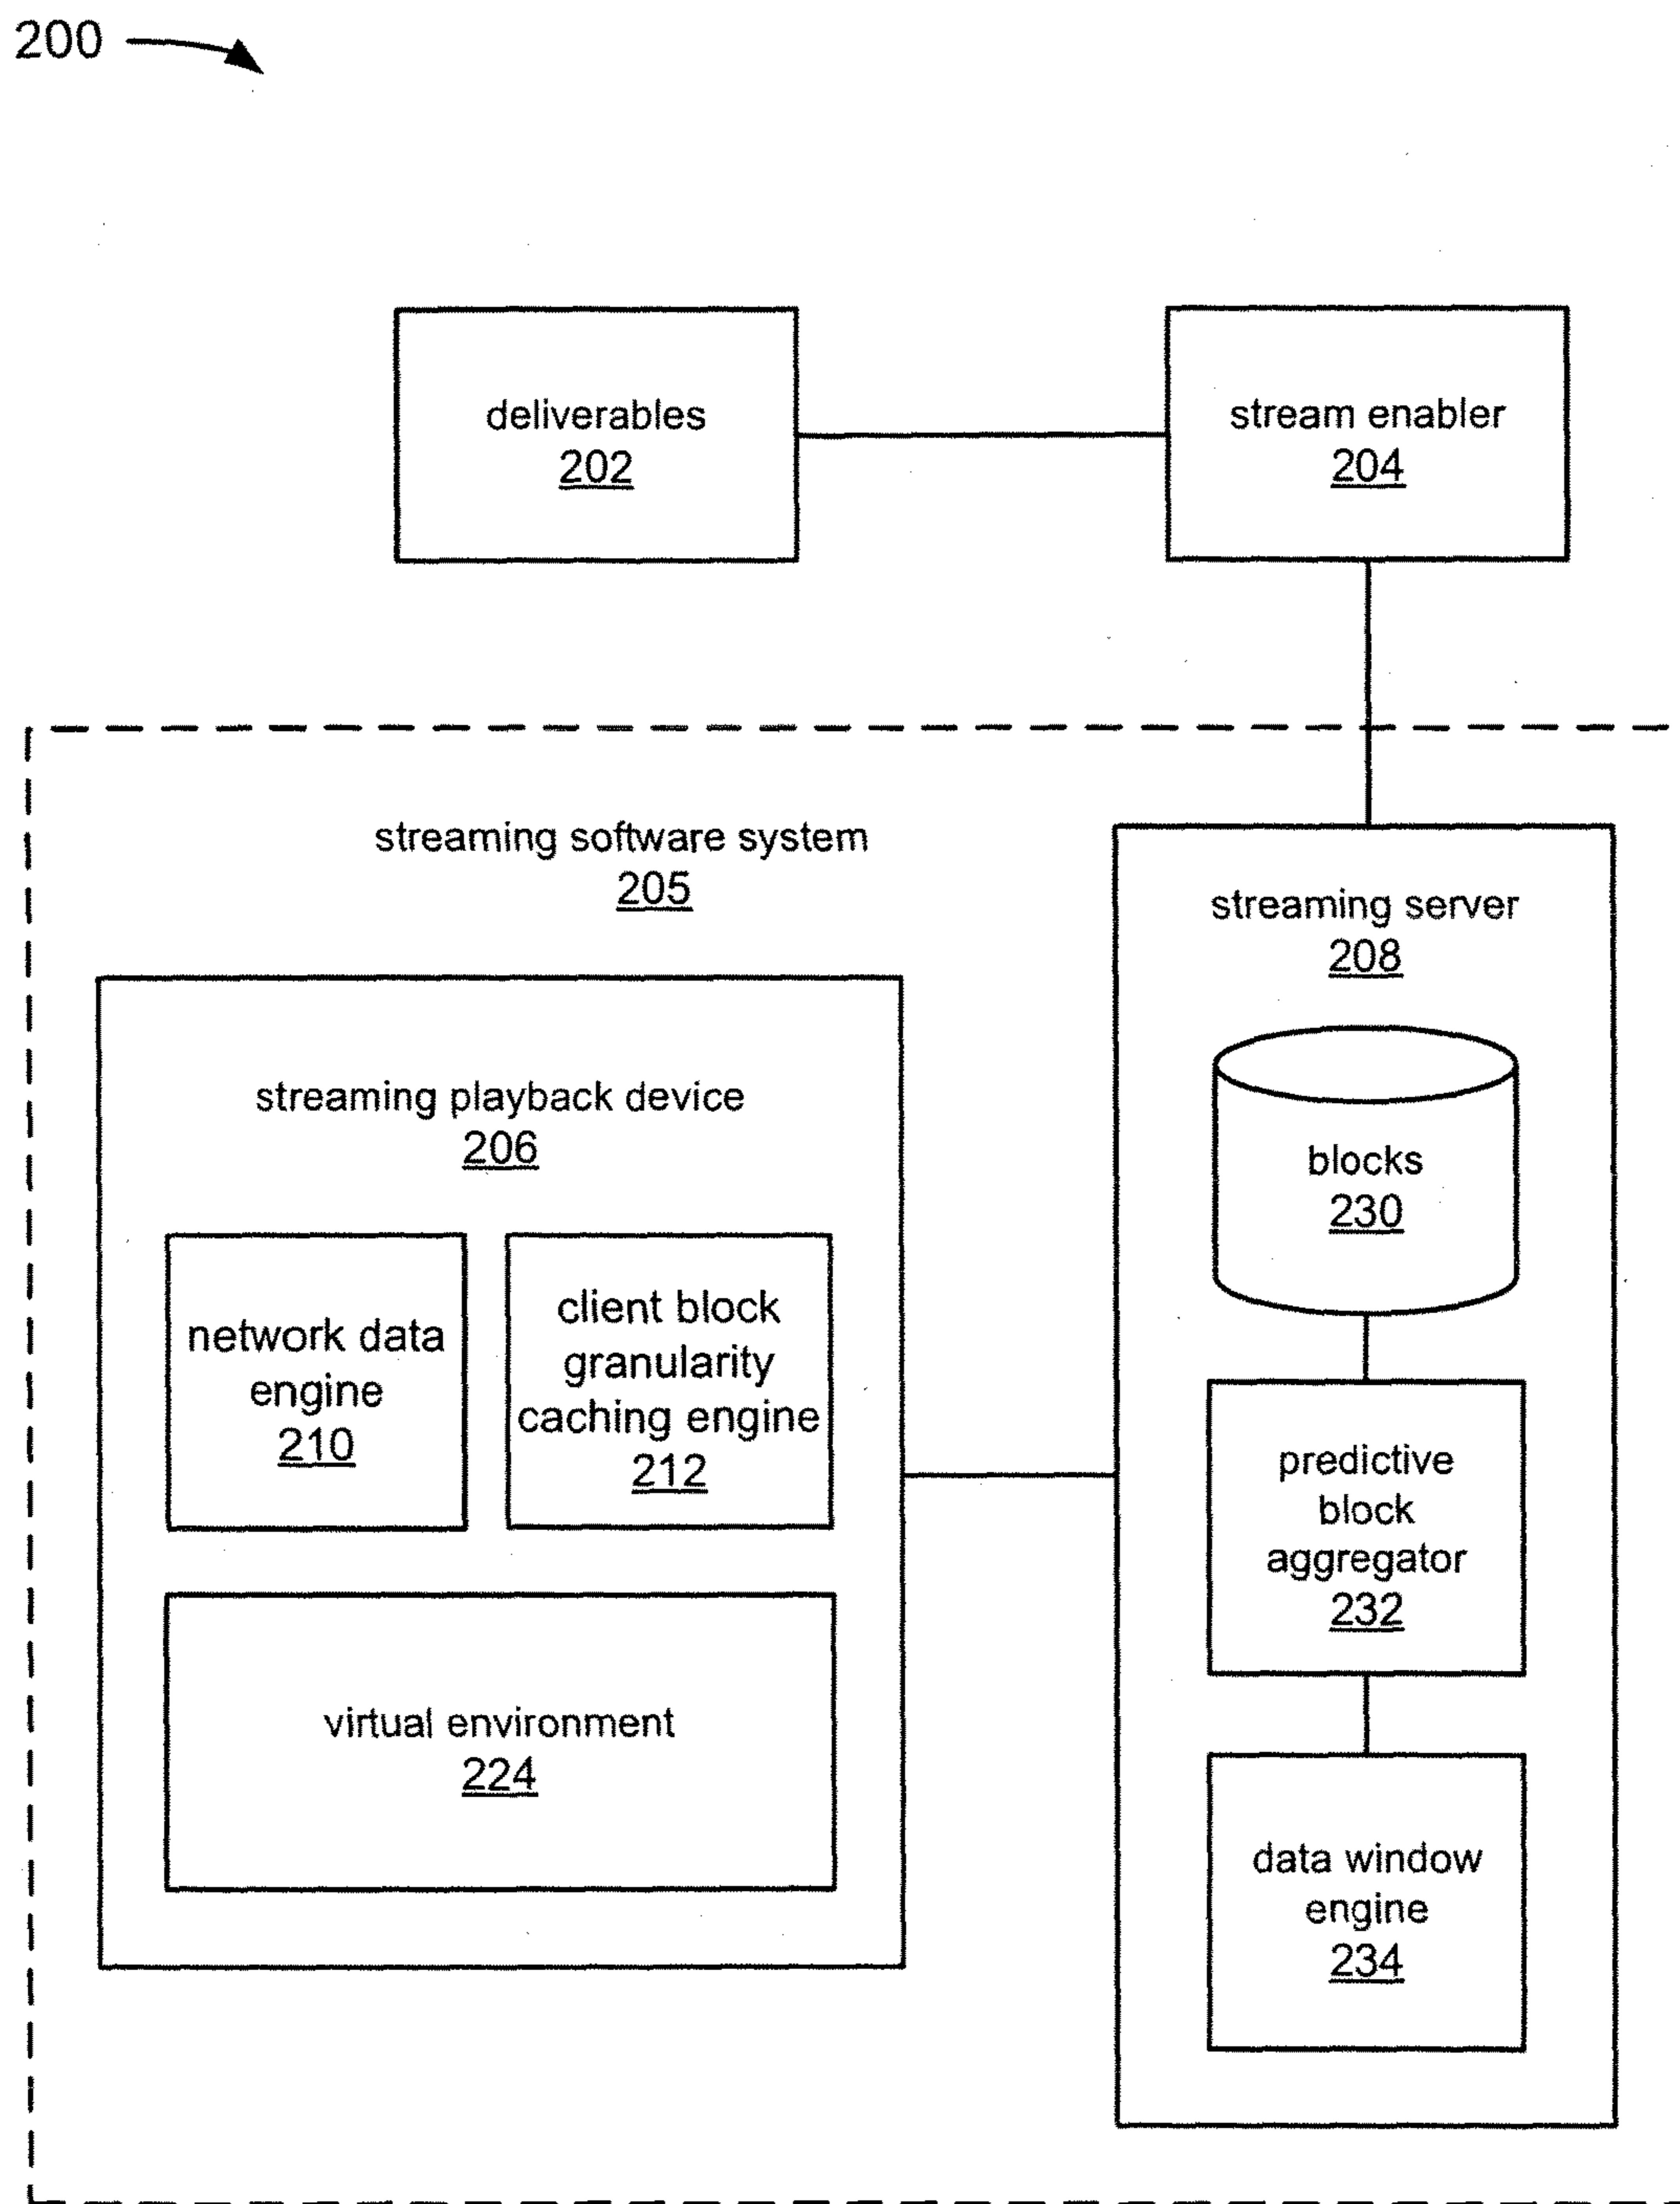 200
deliverables
202
stream enabler
204
streaming software system
205
streaming server
208
streaming playback device
206
blocks
230
network data
engine
210
client block
granularity
caching engine
212
predictive
block
aggregator
232
virtual environment
224
data window
engine
234